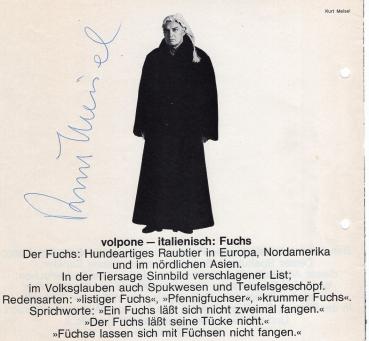 Kurt Meisel
Kurt Meisel
volpone — italienisch: Fuchs
Der Fuchs: Hundeartiges Raubtier in Europa, Nordamerika
und im nördlichen Asien.
In der Tiersage Sinnbild verschlagener List;
im Volksglauben auch Spukwesen und Teufelsgeschöpf.
Redensarten: »listiger Fuchs«, »Pfennigfuchser«, »krummer Fuchs«.
Sprichworte: »Ein Fuchs läßt sich nicht zweimal fangen.«
»Der Fuchs läßt seine Tücke nicht.«
»Füchse lassen sich mit Füchsen nicht fangen.«